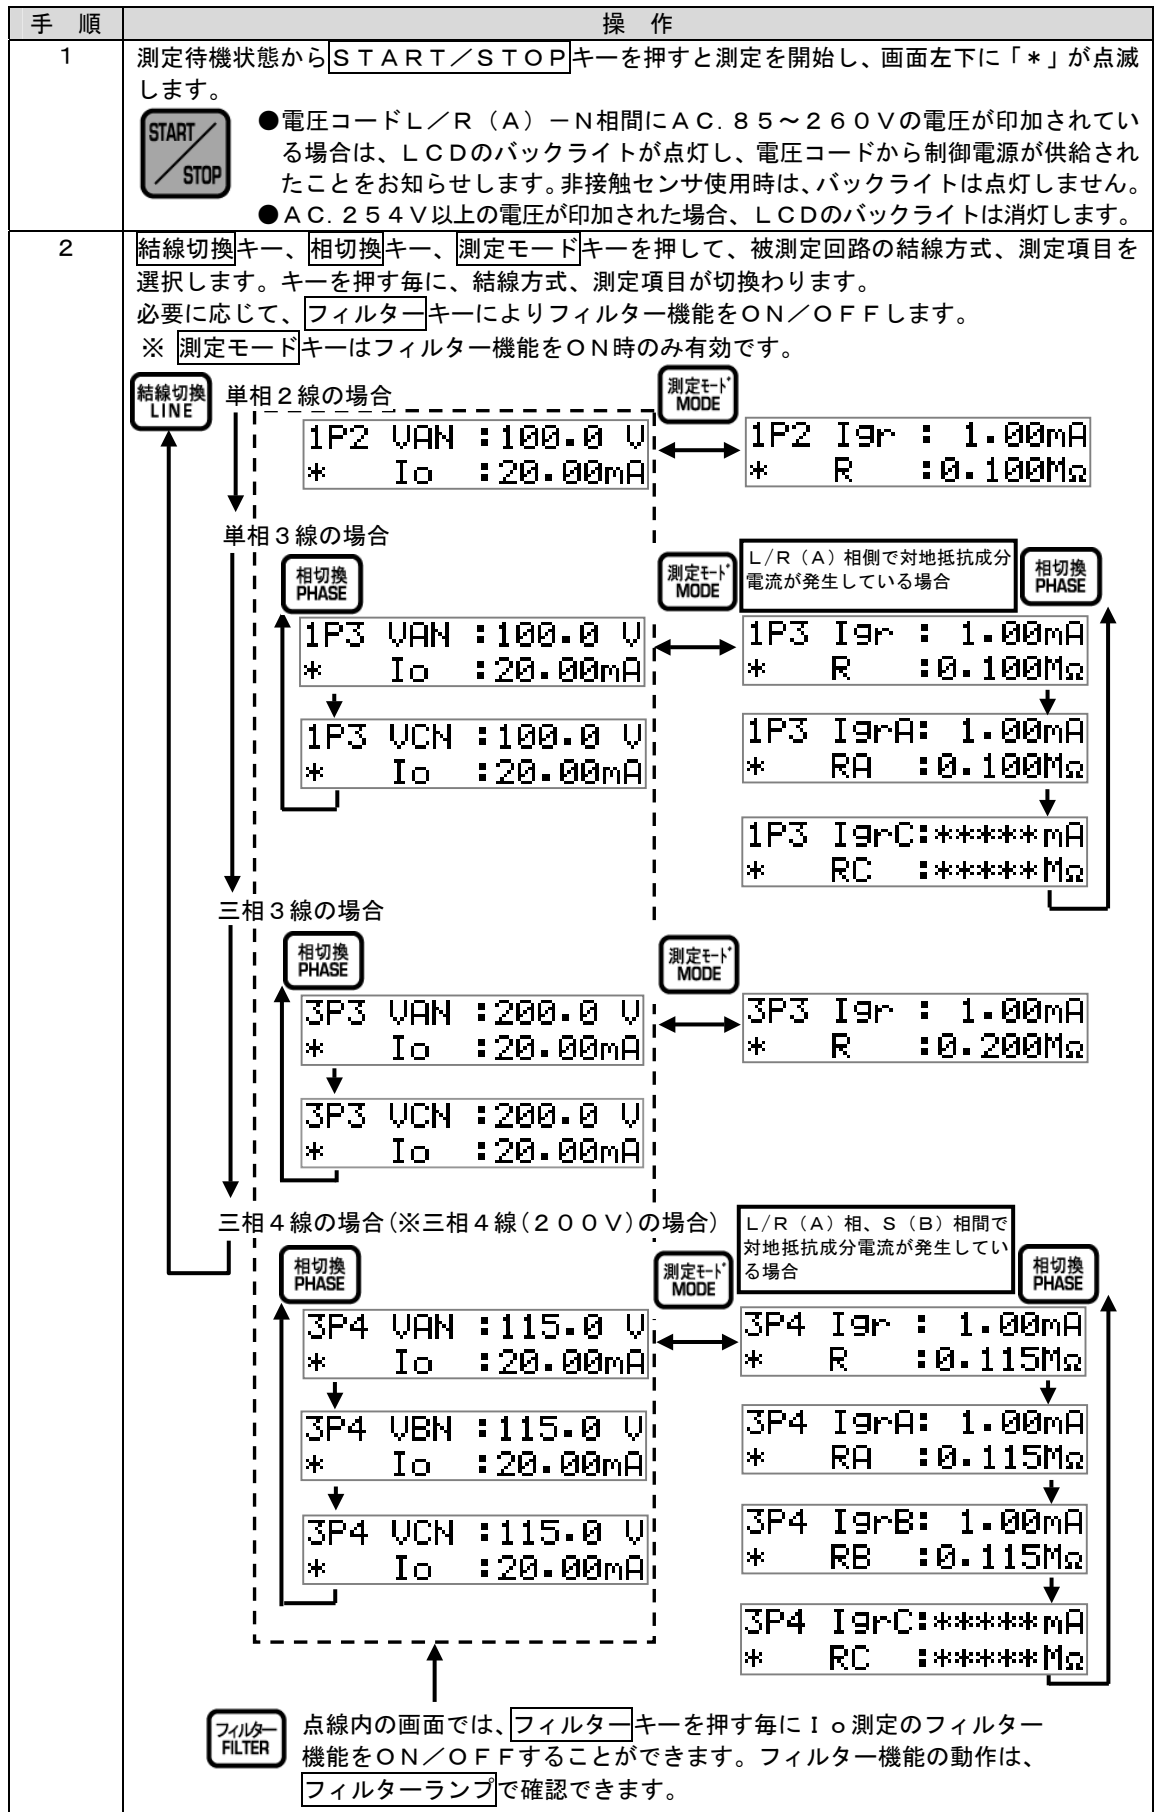 手　順　操　作
１
測定待機状態からＳＴＡＲＴ／ＳＴＯＰキーを押すと測定を開始し、画面左下に「＊」が点滅
します。
START／STOP
●電圧コードＬ／Ｒ（Ａ）－Ｎ相間にＡＣ.８５～２６０Ｖの電圧が印加されてい
る場合は、ＬＣＤのバックライトが点灯し、電圧コードから制御電源が供給され
たことをお知らせします。非接触センサ使用時は、バックライトは点灯しません。
●ＡＣ.２５４Ｖ以上の電圧が印加された場合、ＬＣＤのバックライトは消灯します。
２
結線切換キー、相切換キー、測定モードキーを押して、被測定回路の結線方式、測定項目を
選択します。キーを押す毎に、結線方式、測定項目が切換わります。
必要に応じて、フィルターキーによりフィルター機能をＯＮ／ＯＦＦします。
※ 測定モードキーはフィルター機能をＯＮ時のみ有効です。
結線切換
LINE
単相２線の場合
測定ﾓｰﾄﾞ
MODE
1P2 VAN :100.0 V
* Io :20.00mA
1P2 Igr : 1.00mA
* R :0.100MΩ
単相３線の場合
相切換
PHASE
測定ﾓｰﾄﾞ
MODE
L/R（A）相側で対地抵抗成分
電流が発生している場合
相切換
PHASE
1P3 VAN :100.0 V
* Io :20.00mA
1P3 VCN :100.0 V
* Io :20.00mA
1P3 Igr : 1.00mA
* R :0.100MΩ
1P3 IgrA: 1.00mA
* RA :0.100MΩ
1P3 IgrC:*****mA
* RC :*****MΩ
三相３線の場合
相切換
PHASE
測定ﾓｰﾄﾞ
MODE
3P3 VAN :200.0 V
* Io :20.00mA
3P3 VCN :200.0 V
* Io :20.00mA
3P3 Igr : 1.00mA
* R :0.200MΩ
三相４線の場合(※三相４線(２００Ｖ)の場合)
相切換
PHASE
測定ﾓｰﾄﾞ
MODE
L/R（A）相、S（B）相間で
対地抵抗成分電流が発生してい
る場合
相切換
PHASE
3P4 VAN :115.0 V
* Io :20.00mA
3P4 VBN :115.0 V
* Io :20.00mA
3P4 VCN :115.0 V
* Io :20.00mA
3P4 Igr : 1.00mA
* R :0.115MΩ
3P4 IgrA: 1.00mA
* RA :0.115MΩ
3P4 IgrB: 1.00mA
* RB :0.115MΩ
3P4 IgrC:*****mA
* RC :*****MΩ
フィルター
FILTER
点線内の画面では、フィルターキーを押す毎にＩｏ測定のフィルター
機能をＯＮ／ＯＦＦすることができます。フィルター機能の動作は、
フィルターランプで確認できます。